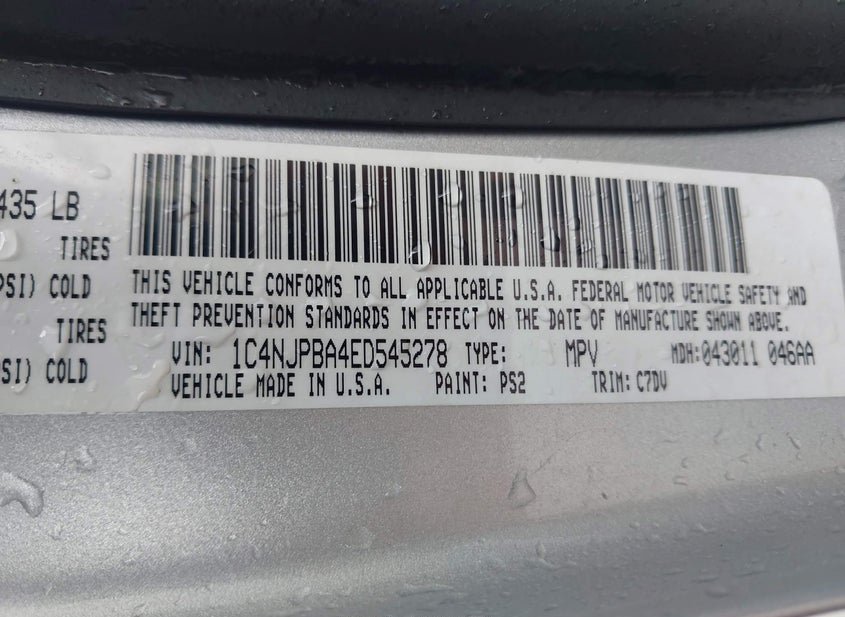 435 LB
TIRES
PSI) COLD
TIRES
SI) COLD
THIS VEHICLE CONFORMS TO ALL APPLICABLE U.S.A. FEDERAL MOTOR VEHICLE SAFETY AND
THEFT PREVENTION STANDARDS IN EFFECT ON THE DATE OF MANUFACTURE SHOWN ABOVE.
VIN: 1C4NJPBA4ED545278 TYPE: MPV MDH:043011 046AA
VEHICLE MADE IN U.S.A. PAINT: PS2 TRIM: C7DV